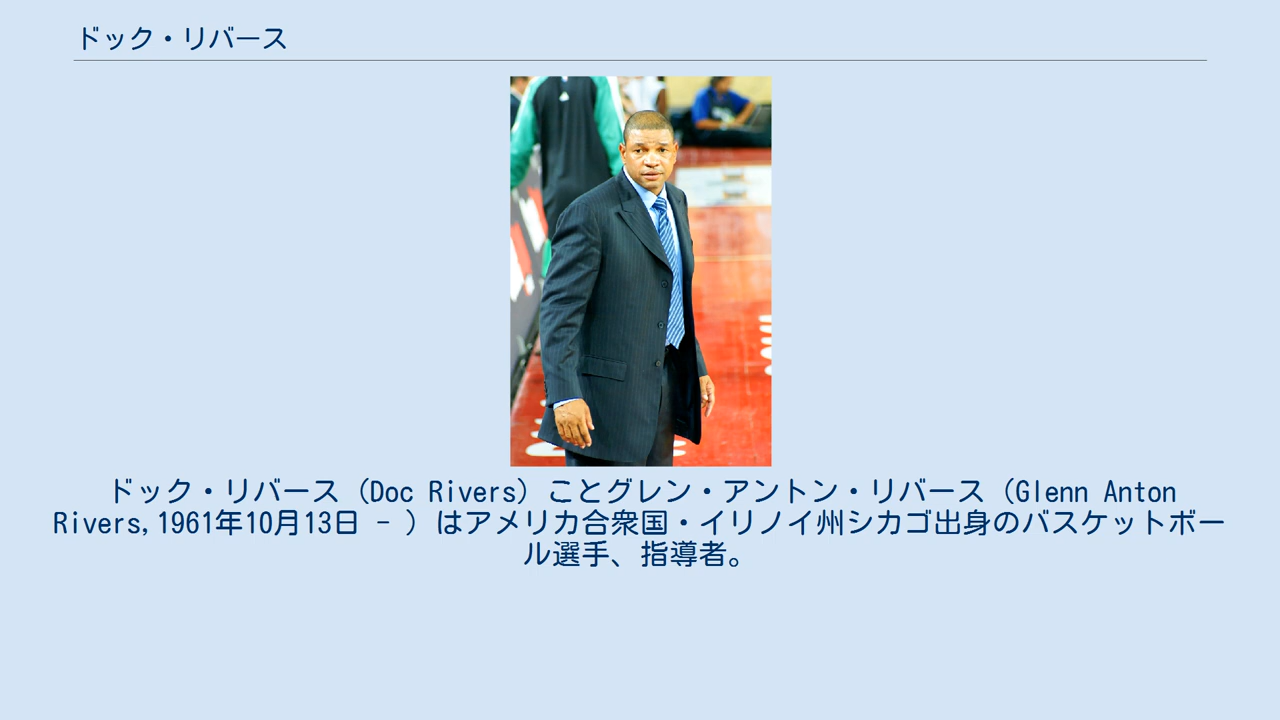 ドック・リバース
ドック・リバース（Doc Rivers）ことグレン・アントン・リバース（Glenn Anton
Rivers,1961年10月13日 - ）はアメリカ合衆国・イリノイ州シカゴ出身のバスケットボー
ル選手、指導者。